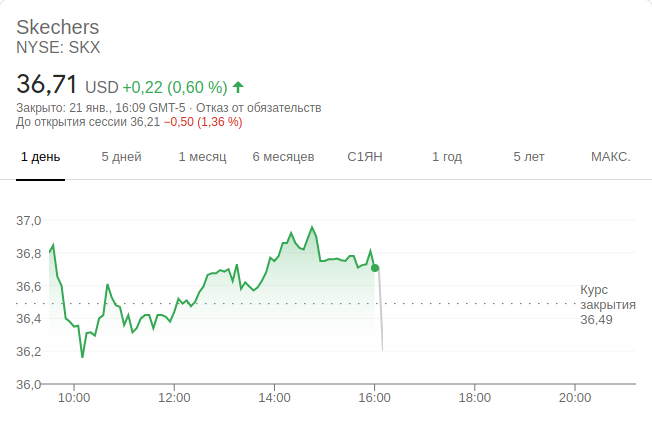 Skechers
NYSE: SKX
36,71 USD +0,22 (0,60 %)
Закрыто: 21 янв., 16:09 GMT-5 · Отказ от обязательств
До открытия сессии 36,21 −0,50 (1,36 %)
1 день 5 дней 1 месяц 6 месяцев С1ЯН 1 год 5 лет МАКС.
37,0
36,8
36,6
Курс
закрытия
36,49
36,4
36,2
36,0
10:00 12:00 14:00 16:00 18:00 20:00